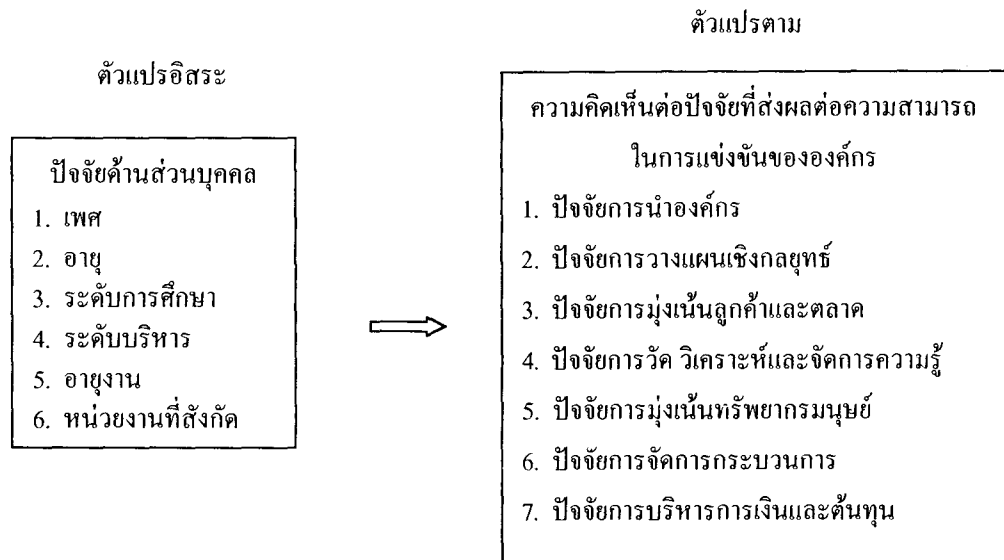 ตัวแปรอิสระ
ปัจจัยด้านส่วนบุคคล
1. เพศ
2. อายุ
3. ระดับการศึกษา
4. ระดับบริหาร
5. อายุงาน
6. หน่วยงานที่สังกัด
ตัวแปรตาม
ความคิดเห็นต่อปัจจัยที่ส่งผลต่อความสามารถ
ในการแข่งขันขององค์กร
1. ปัจจัยการนำองค์กร
2. ปัจจัยการวางแผนเชิงกลยุทธ์
3. ปัจจัยการมุ่งเน้นลูกค้าและตลาด
4. ปัจจัยการวัด วิเคราะห์และจัดการความรู้
5. ปัจจัยการมุ่งเน้นทรัพยากรมนุษย์
6. ปัจจัยการจัดการกระบวนการ
7. ปัจจัยการบริหารการเงินและต้นทุน